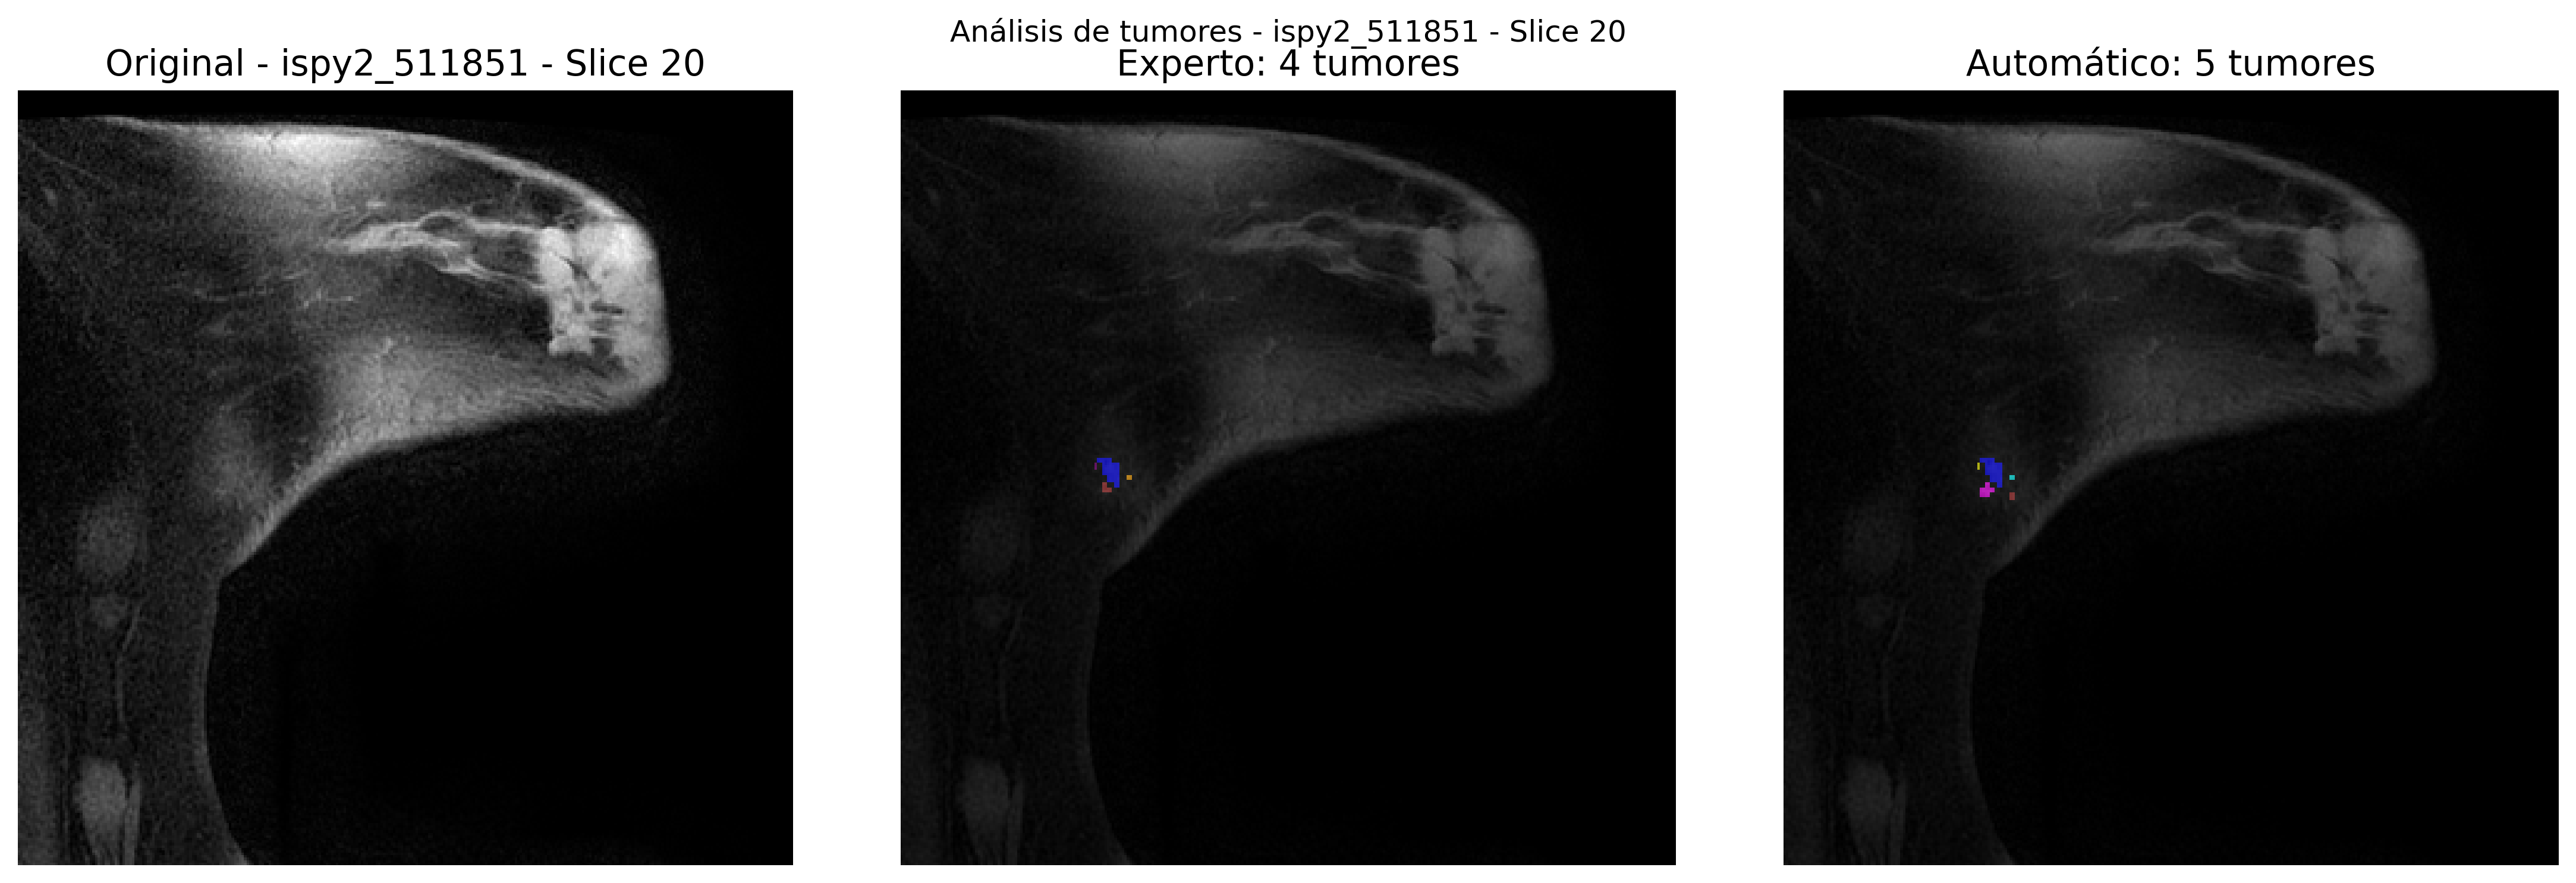 Análisis de tumores - ispy2_511851 - Slice 20
Original - ispy2_511851 - Slice 20
Experto: 4 tumores
Automático: 5 tumores